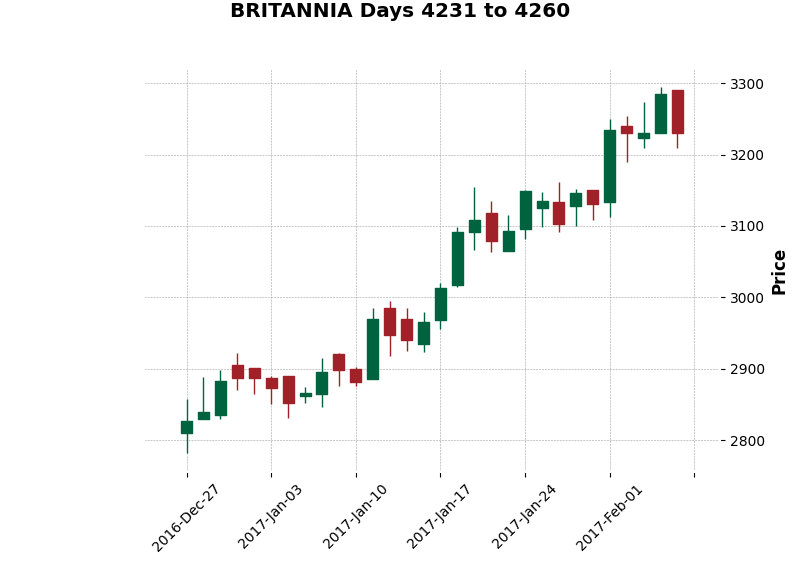 BRITANNIA Days 4231 to 4260
3300
3200
3100
3000
2900
2800
Price
2016-Dec-27
2017-Jan-03
2017-Jan-10
2017-Jan-17
2017-Jan-24
2017-Feb-01